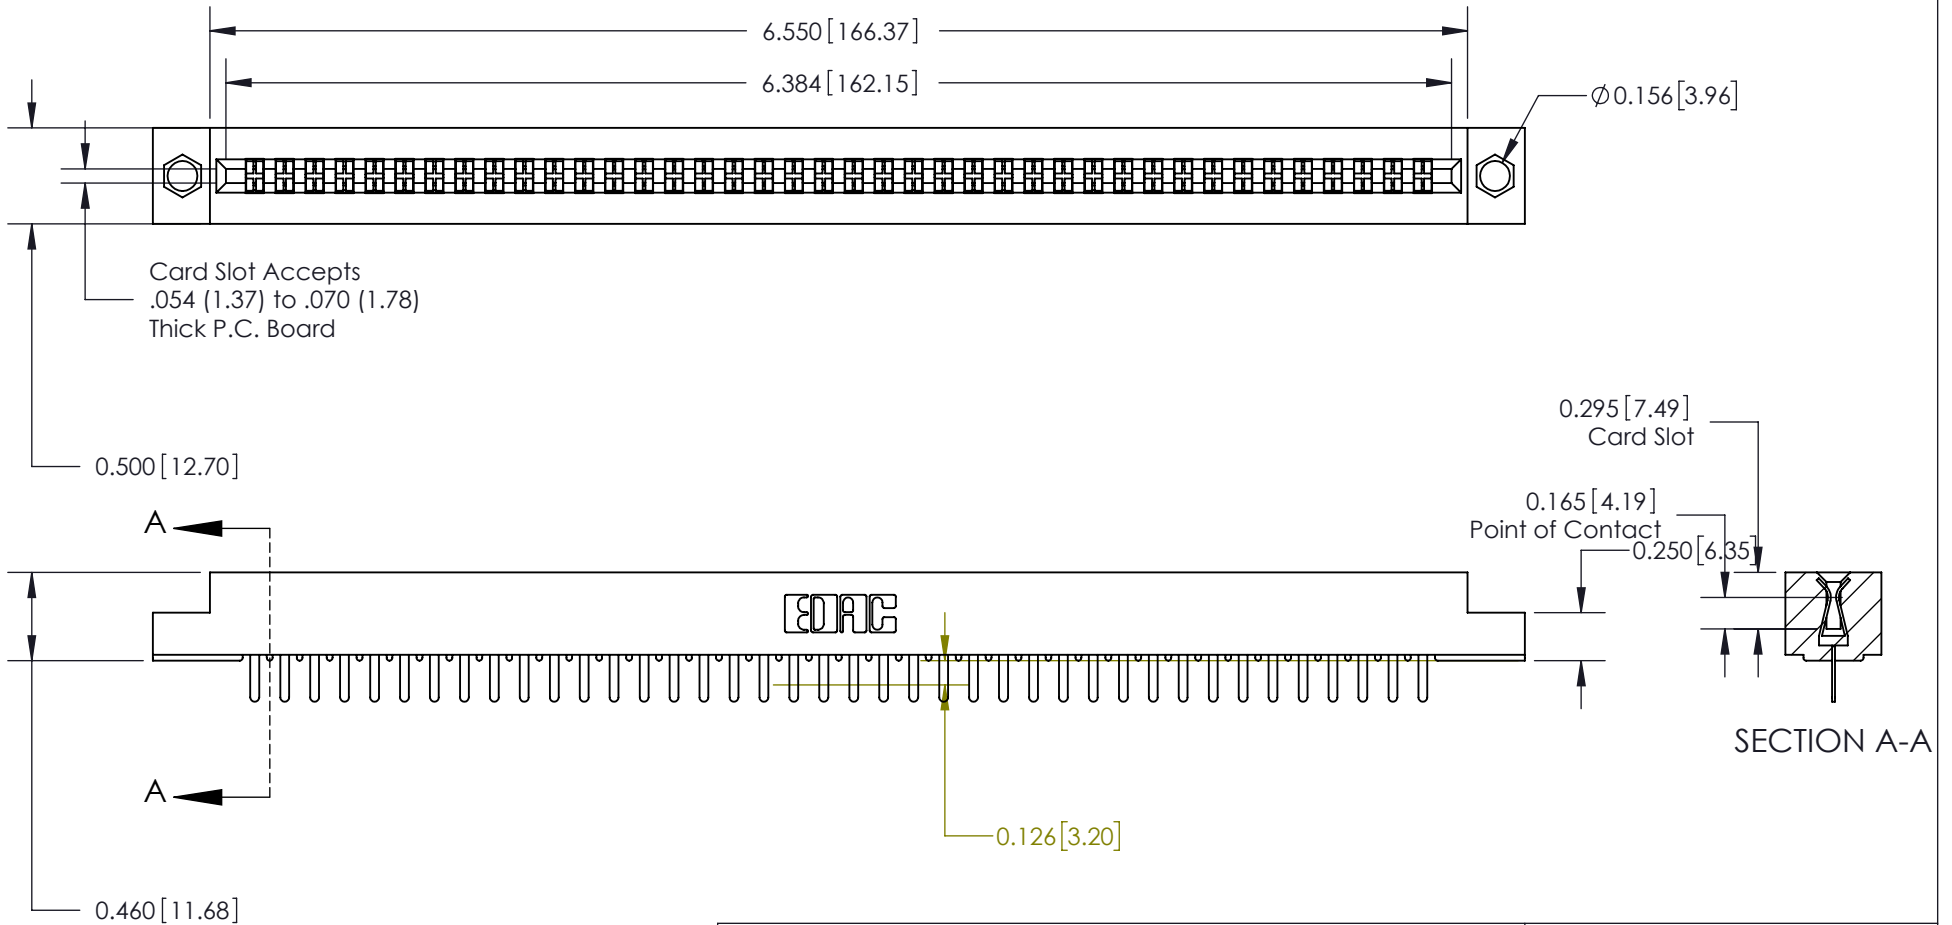 6.550[166.37]
6.384[162.15]
Ø0.156[3.96]
Card Slot Accepts
.054 (1.37) to .070 (1.78)
Thick P.C. Board
0.295[7.49]
Card Slot
0.500[12.70]
0.165[4.19]
Point of Contact
0.250[6.35]
A
EDAC
SECTION A-A
A
0.126[3.20]
0.460[11.68]